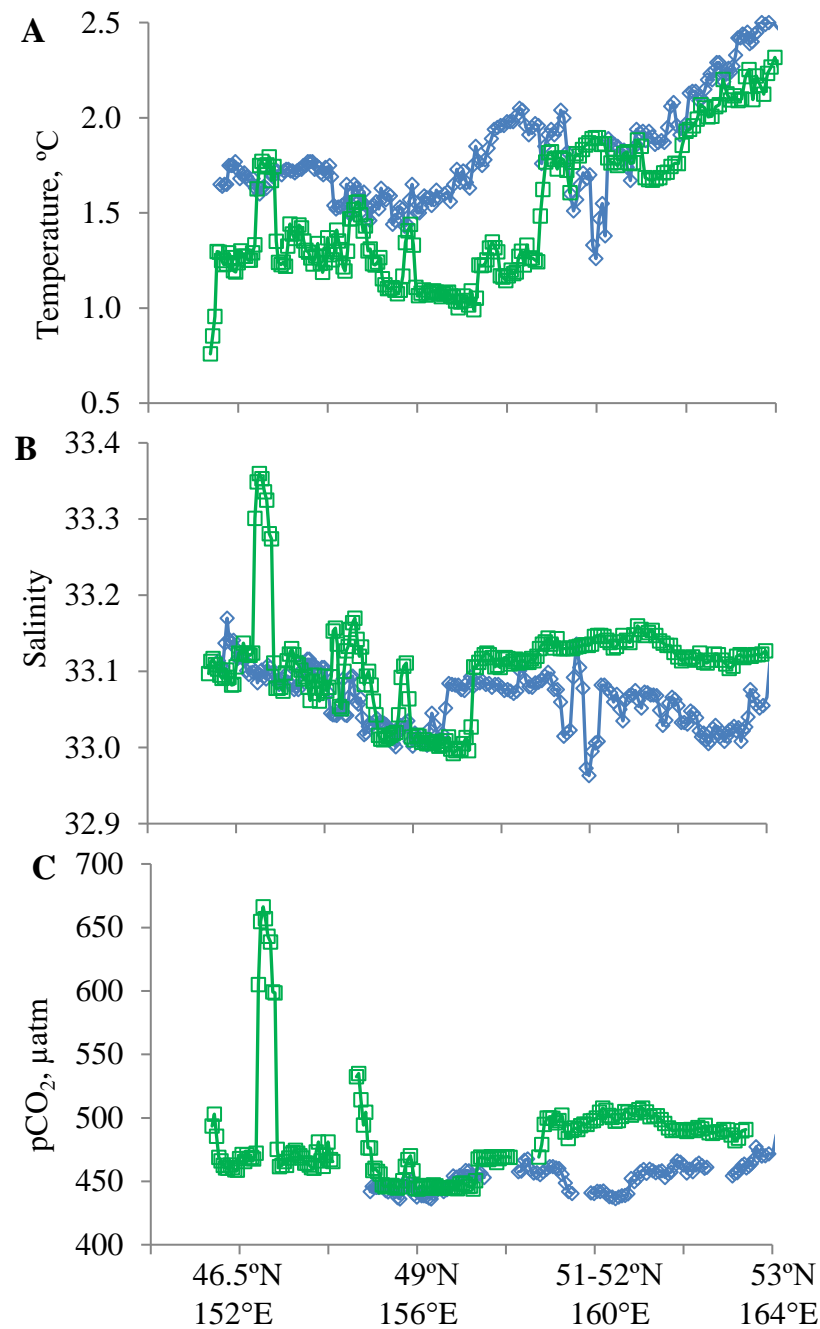 A
Temperature, ºC
2.5
2.0
1.5
1.0
0.5
B
Salinity
33.4
33.3
33.2
33.1
33.0
32.9
C
pCO₂, µatm
700
650
600
550
500
450
400
46.5ºN 49ºN 51-52ºN 53ºN
152°E 156°E 160°E 164°E